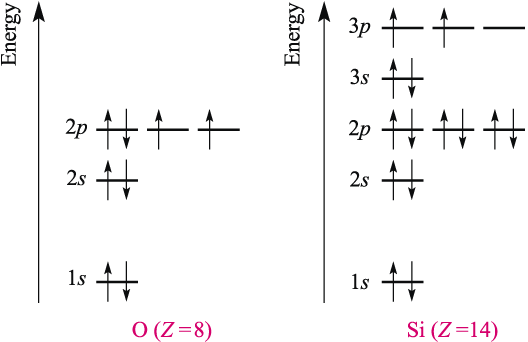 Energy
2p
2s
1s
O (Z = 8)
Energy
3p
3s
2p
2s
1s
Si (Z = 14)